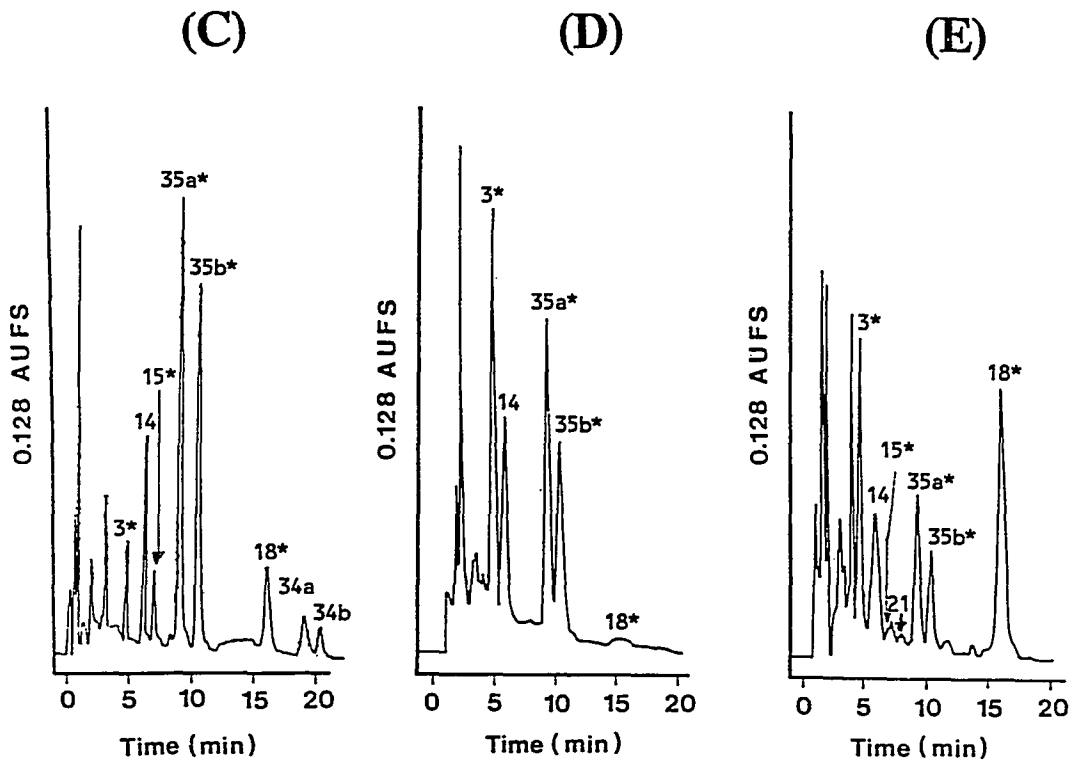 (C)
(D)
(E)
0.128 AUFS
35a*
35b*
15*
14
3*
18*
34a
34b
0 5 10 15 20
Time (min)
0.128 AUFS
3*
35a*
14
35b*
18*
0 5 10 15 20
Time (min)
0.128 AUFS
3*
18*
15*
14
35a*
35b*
21
0 5 10 15 20
Time (min)